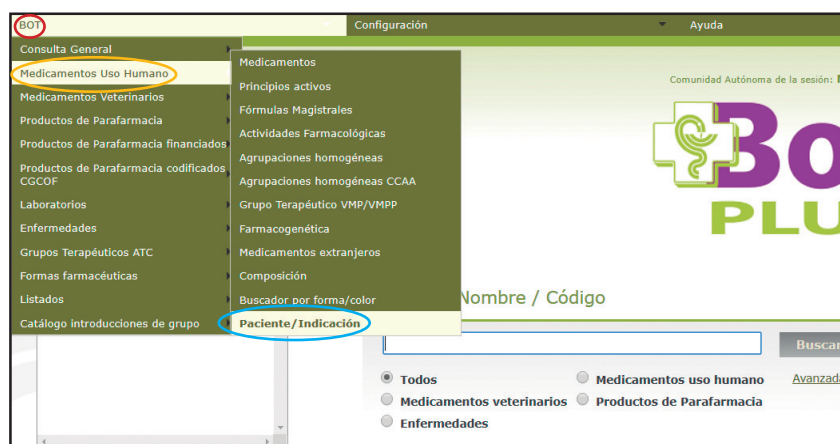 BOT
Configuración
Ayuda
Consulta General
Medicamentos Uso Humano
Medicamentos Veterinarios
Productos de Parafarmacia
Productos de Parafarmacia financiados
Productos de Parafarmacia codificados
CGCOF
Laboratorios
Enfermedades
Grupos Terapéuticos ATC
Formas farmacéuticas
Listados
Catálogo introducciones de grupo
Medicamentos
Principios activos
Fórmulas Magistrales
Actividades Farmacológicas
Agrupaciones homogéneas
Agrupaciones homogéneas CCAA
Grupo Terapéutico VMP/VMPP
Farmacogenética
Medicamentos extranjeros
Composición
Buscador por forma/color
Paciente/Indicación
Comunidad Autónoma de la sesión:
Bo
PLU
Nombre / Código
Buscar
Todos
Medicamentos uso humano
Avanzada
Medicamentos veterinarios
Productos de Parafarmacia
Enfermedades